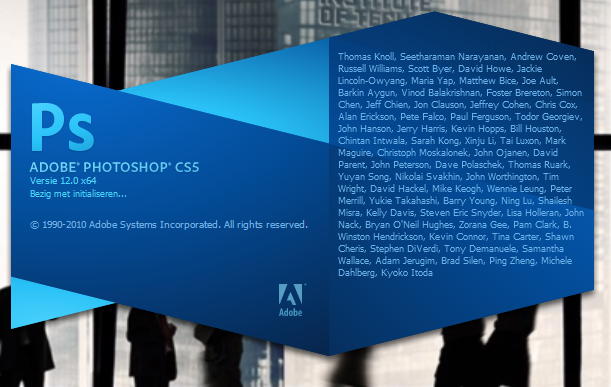 INSTITUTE
OF TECH
Ps
ADOBE® PHOTOSHOP® CS5
Versie 12.0 x64
Bezig met initialiseren...
© 1990-2010 Adobe Systems Incorporated. All rights reserved.
Adobe
Thomas Knoll, Seetharaman Narayanan, Andrew Coven,
Russell Williams, Scott Byer, David Howe, Jackie
Lincoln-Owyang, Maria Yap, Matthew Bice, Joe Ault,
Barkin Aygun, Vinod Balakrishnan, Foster Brereton, Simon
Chen, Jeff Chien, Jon Clauson, Jeffrey Cohen, Chris Cox,
Alan Erickson, Pete Falco, Paul Ferguson, Todor Georgiev,
John Hanson, Jerry Harris, Kevin Hopps, Bill Houston,
Chintan Intwala, Sarah Kong, Xinju Li, Tai Luxon, Mark
Maguire, Christoph Moskalonek, John Ojanen, David
Parent, John Peterson, Dave Polaschek, Thomas Ruark,
Yuyan Song, Nikolai Svakhin, John Worthington, Tim
Wright, David Hackel, Mike Keogh, Wennie Leung, Peter
Merrill, Yukie Takahashi, Barry Young, Ning Lu, Shailesh
Misra, Kelly Davis, Steven Eric Snyder, Lisa Holleran, John
Nack, Bryan O'Neil Hughes, Zorana Gee, Pam Clark, B.
Winston Hendrickson, Kevin Connor, Tina Carter, Shawn
Cheris, Stephen DiVerdi, Tony Demuele, Samantha
Wallace, Adam Jerugim, Brad Silen, Ping Zheng, Michele
Dahlberg, Kyoko Itoda